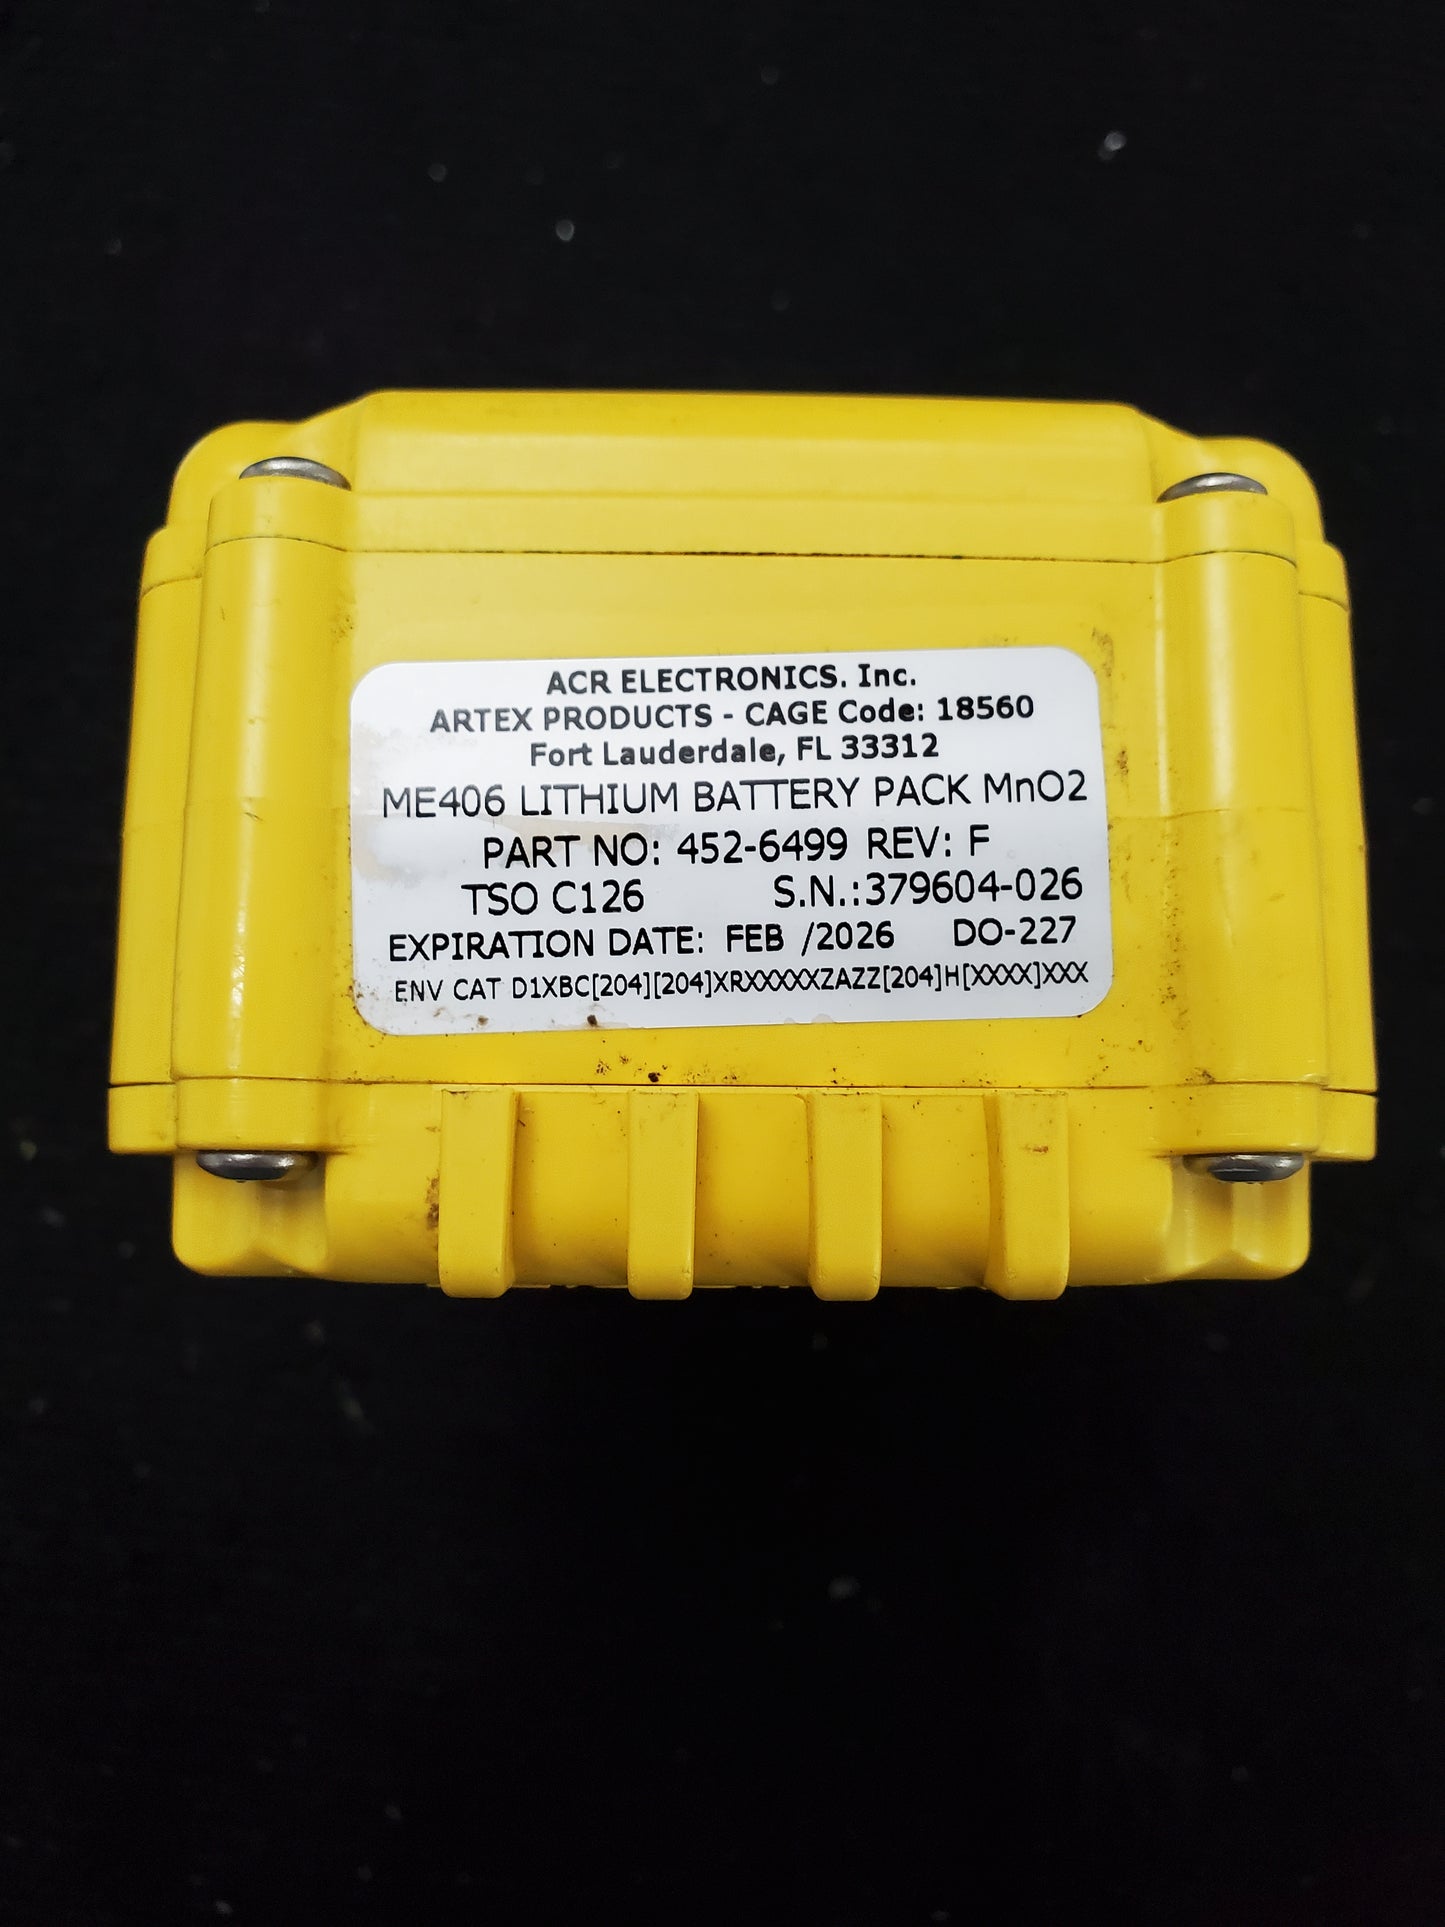 ACR ELECTRONICS. Inc.
ARTEX PRODUCTS - CAGE Code: 18560
Fort Lauderdale, FL 33312
ME406 LITHIUM BATTERY PACK MnO2
PART NO: 452-6499 REV: F
TSO C126 S.N.:379604-026
EXPIRATION DATE: FEB /2026 DO-227
ENV CAT D1XBC[204][204]XRXXXXXZAZZ[204]H[XXXX]XXX